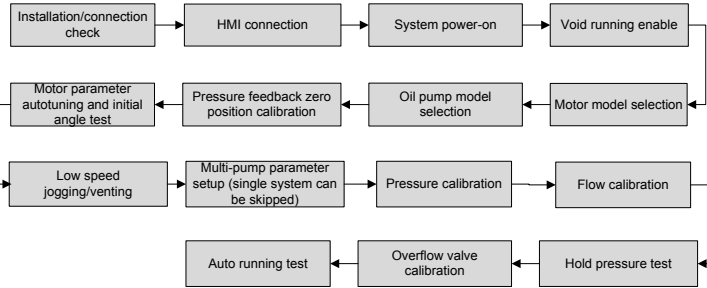 Installation/connection
check
HMI connection
System power-on
Void running enable
Motor model selection
Oil pump model
selection
Pressure feedback zero
position calibration
Motor parameter
autotuning and initial
angle test
Low speed
jogging/venting
Multi-pump parameter
setup (single system can
be skipped)
Pressure calibration
Flow calibration
Hold pressure test
Overflow valve
calibration
Auto running test